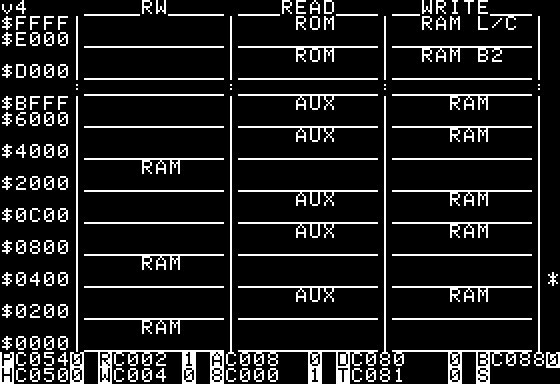 v4 RW READ WRITE
$FFFF ROM RAM L/C
$E000
ROM RAM B2
$D000
$BFFF AUX RAM
$6000
AUX RAM
$4000
RAM
$2000
AUX RAM
$0C00
AUX RAM
$0800
RAM
$0400 *
AUX RAM
$0200
RAM
$0000
PC0540 RC002 1 AC008 0 DC080 0 BC0880
HC0500 WC004 0 8C000 1 TC081 0 S